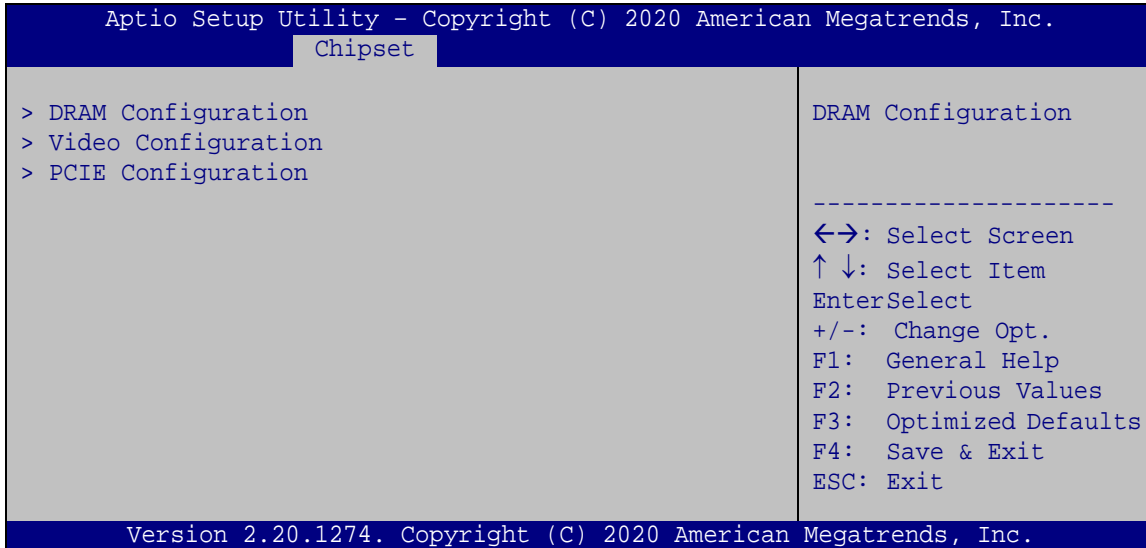 Aptio Setup Utility – Copyright (C) 2020 American Megatrends, Inc.
Chipset
> DRAM Configuration
> Video Configuration
> PCIE Configuration
DRAM Configuration
---------------------
←→: Select Screen
↑ ↓: Select Item
EnterSelect
+/-: Change Opt.
F1: General Help
F2: Previous Values
F3: Optimized Defaults
F4: Save & Exit
ESC: Exit
Version 2.20.1274. Copyright (C) 2020 American Megatrends, Inc.